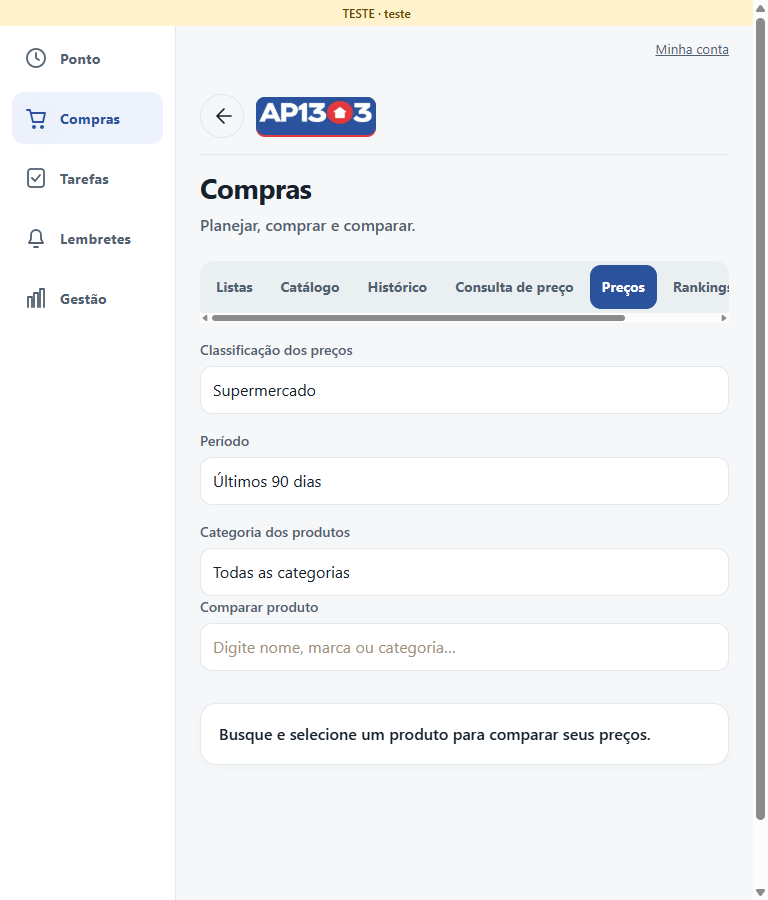 TESTE · teste
Minha conta
Ponto
Compras
Tarefas
Lembretes
Gestão
AP1303
Compras
Planejar, comprar e comparar.
Listas
Catálogo
Histórico
Consulta de preço
Preços
Rankings
Classificação dos preços
Supermercado
Período
Últimos 90 dias
Categoria dos produtos
Todas as categorias
Comparar produto
Digite nome, marca ou categoria...
Busque e selecione um produto para comparar seus preços.